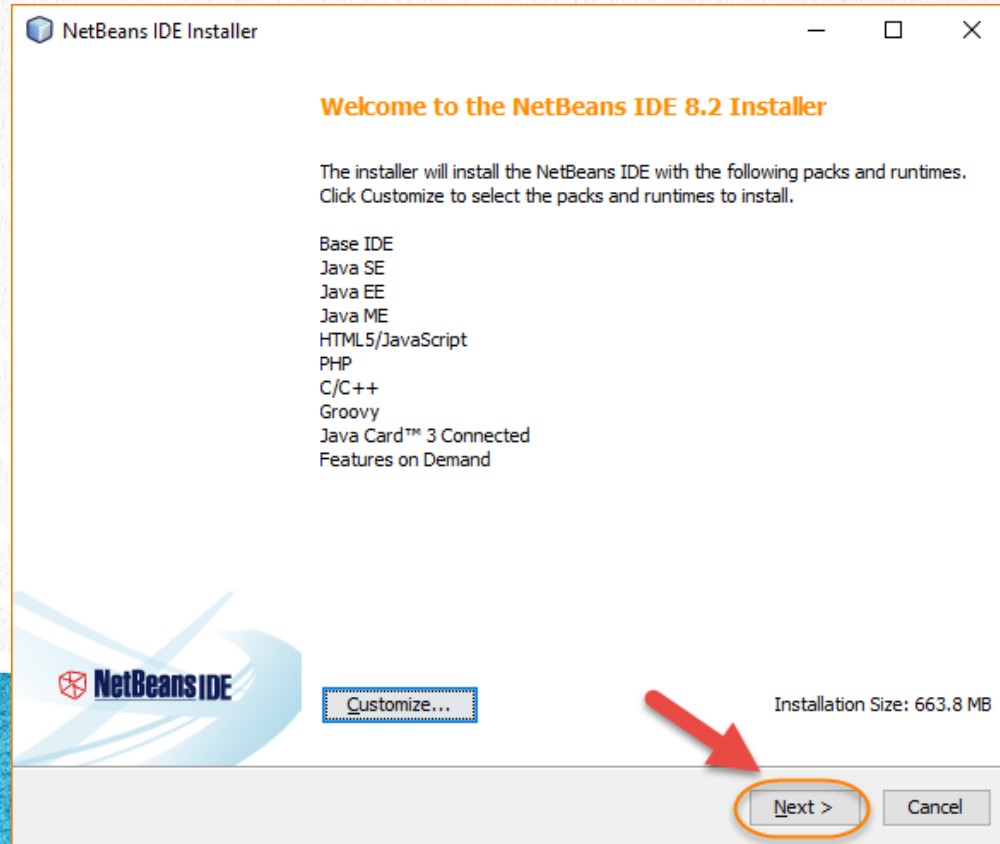 NetBeans IDE Installer
Welcome to the NetBeans IDE 8.2 Installer
The installer will install the NetBeans IDE with the following packs and runtimes.
Click Customize to select the packs and runtimes to install.
Base IDE
Java SE
Java EE
Java ME
HTML5/JavaScript
PHP
C/C++
Groovy
Java Card™ 3 Connected
Features on Demand
NetBeans IDE
Customize...
Installation Size: 663.8 MB
Next >
Cancel